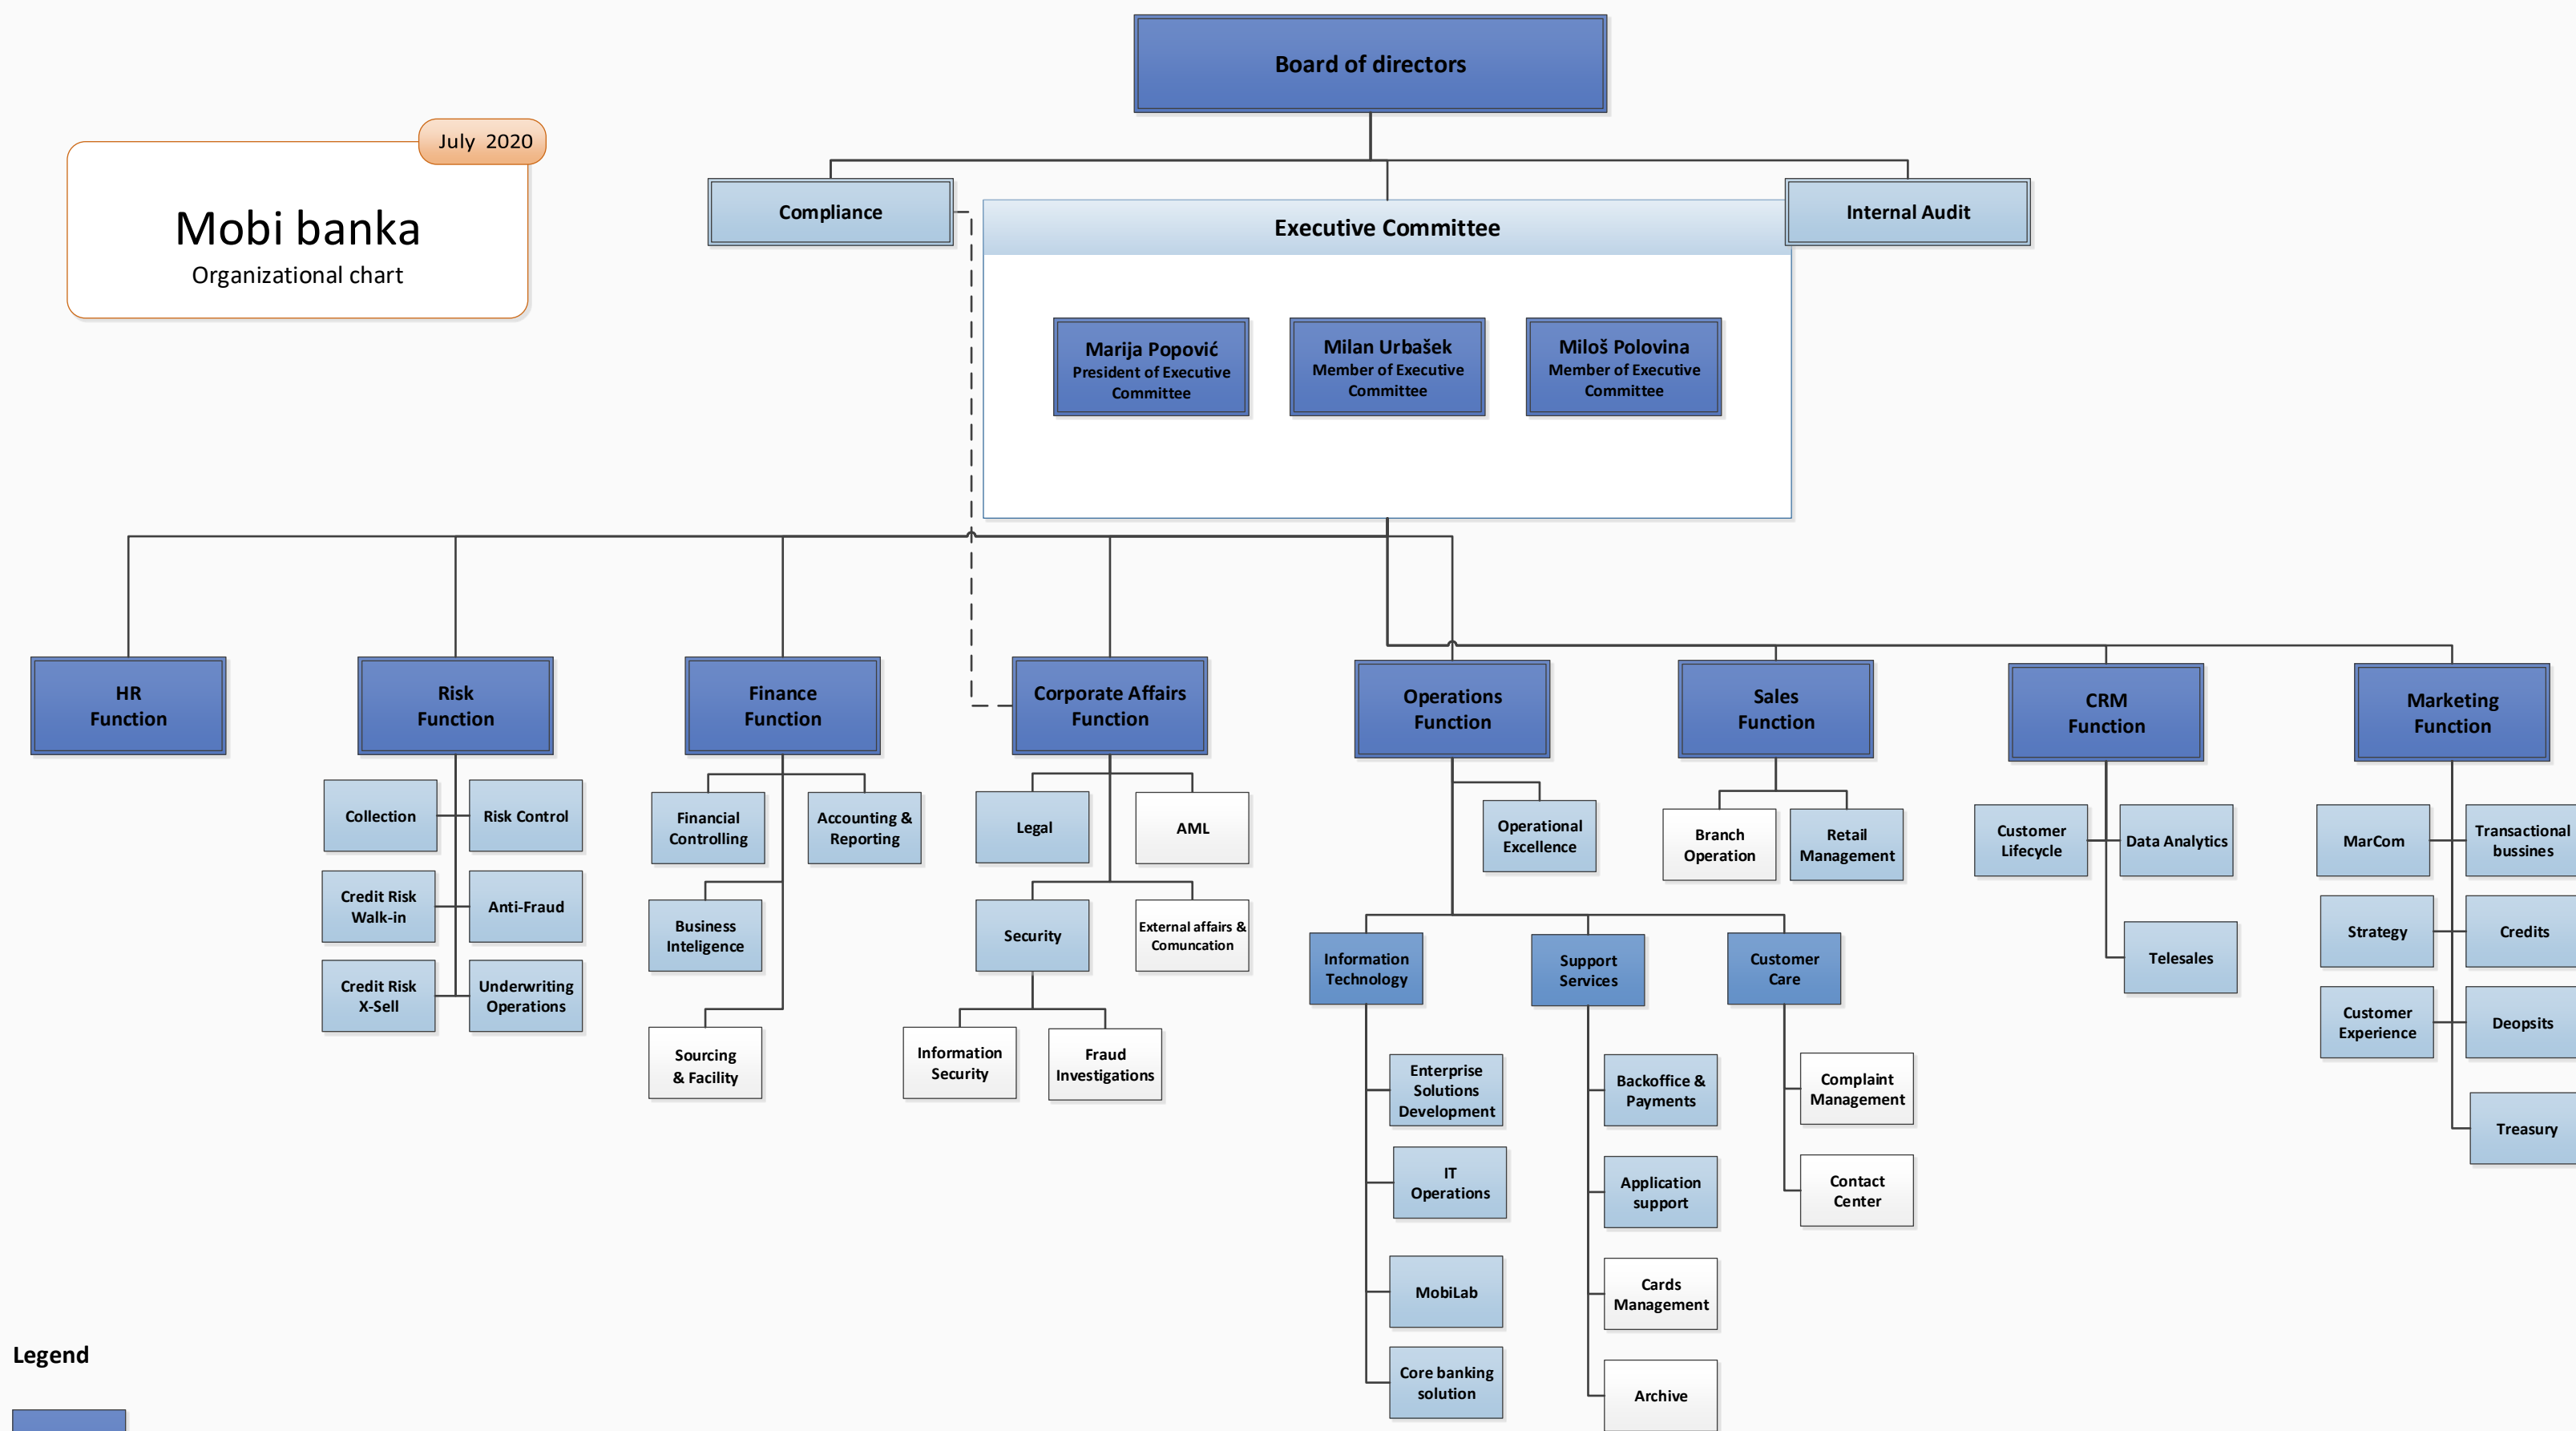 Board of directors
July 2020
Mobi banka
Organizational chart
Compliance
Executive Committee
Internal Audit
Marija Popović
President of Executive
Committee
Milan Urbašek
Member of Executive
Committee
Miloš Polovina
Member of Executive
Committee
HR
Function
Risk
Function
Finance
Function
Corporate Affairs
Function
Operations
Function
Sales
Function
CRM
Function
Marketing
Function
Collection
Risk Control
Credit Risk
Walk-in
Anti-Fraud
Credit Risk
X-Sell
Underwriting
Operations
Financial
Controlling
Accounting &
Reporting
Business
Inteligence
Sourcing
& Facility
Legal
AML
Security
External affairs &
Comuncation
Information
Security
Fraud
Investigations
Operational
Excellence
Information
Technology
Support
Services
Customer
Care
Enterprise
Solutions
Development
IT
Operations
MobiLab
Core banking
solution
Backoffice &
Payments
Application
support
Cards
Management
Archive
Complaint
Management
Contact
Center
Branch
Operation
Retail
Management
Customer
Lifecycle
Data Analytics
Telesales
MarCom
Transactional
bussines
Strategy
Credits
Customer
Experience
Deopsits
Treasury
Legend